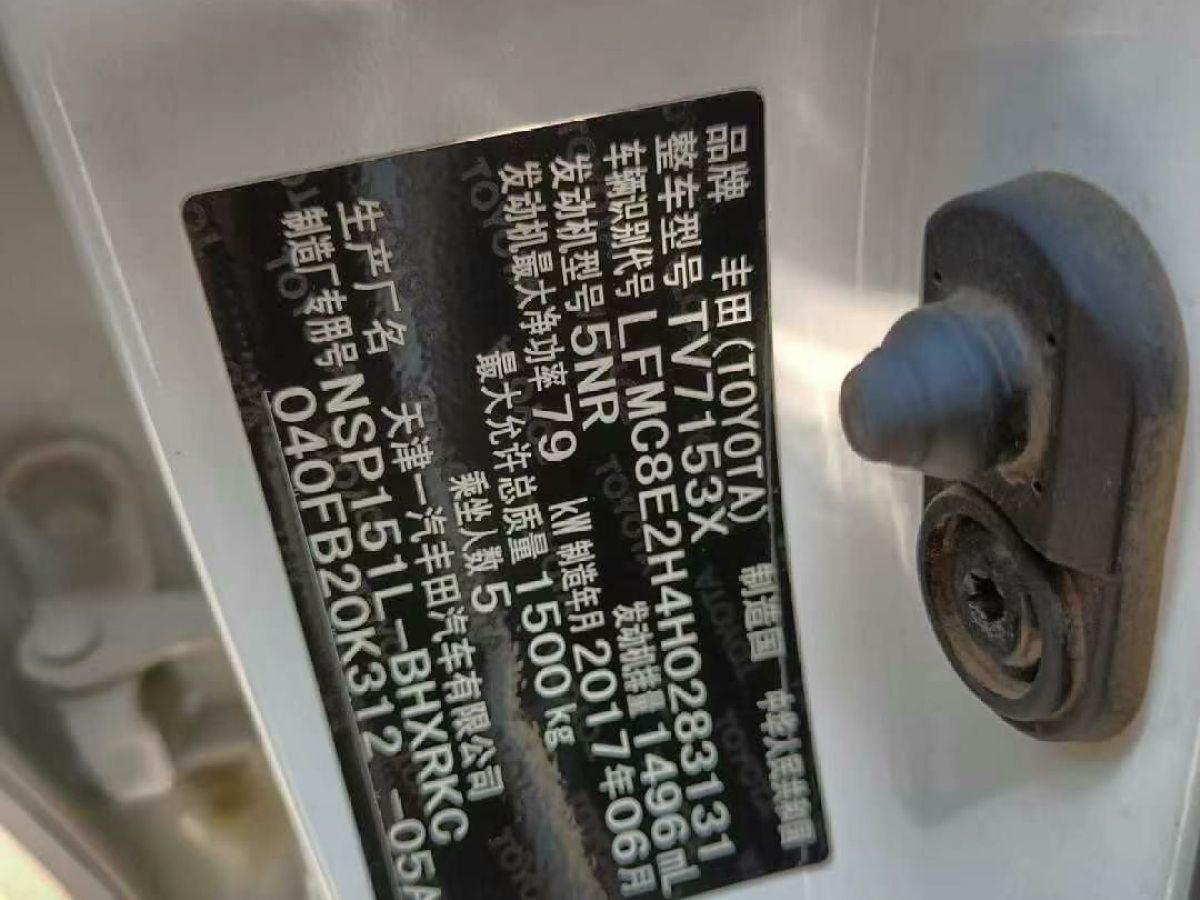 品牌 丰田(TOYOTA) 制造国 中华人民共和国
整车型号 TV7153X
车辆识别代号 LFMC8E2H4H0283131
发动机型号 5NR 发动机排量 1496mL
发动机最大净功率 79 kW 制造年月 2017年06月
最大允许总质量 1500 kg
乘坐人数 5
生产厂名 天津一汽丰田汽车有限公司
制造厂专用号 NSP151L-BHXRKC
040FB20K312 -05A